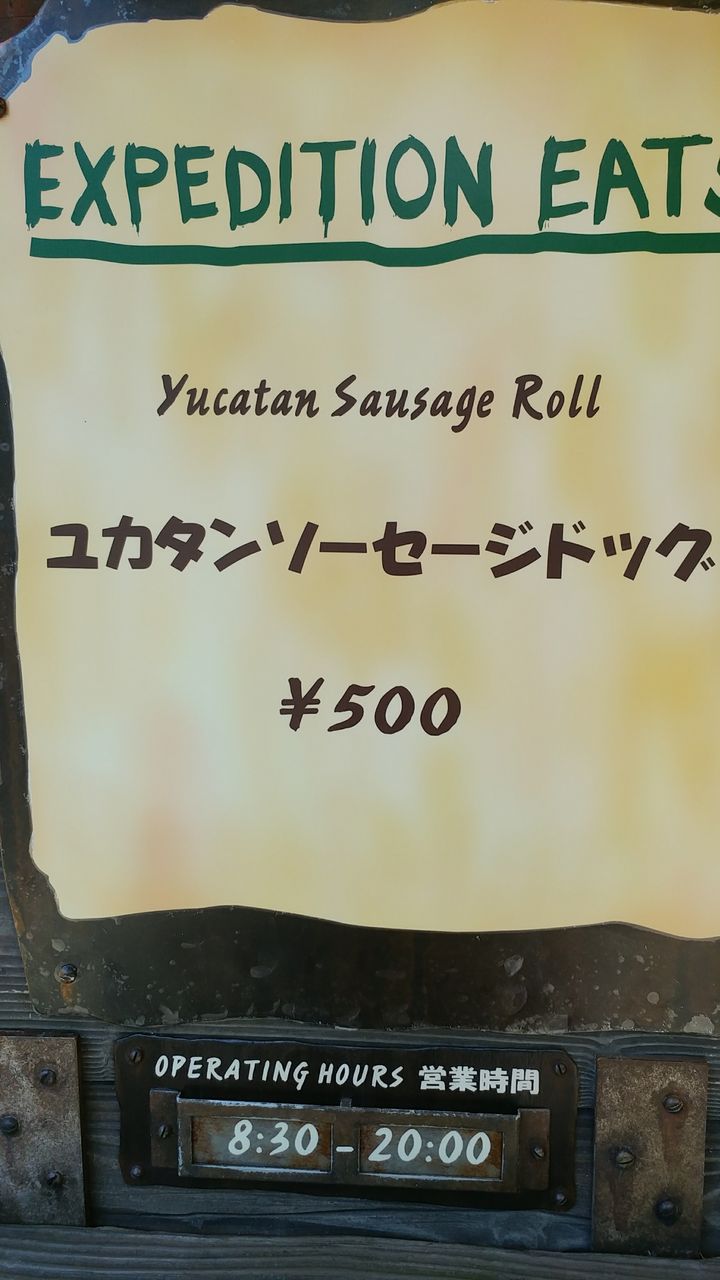 EXPEDITION EATS
Yucatan Sausage Roll
ユカタンソーセージドッグ
¥500
OPERATING HOURS 営業時間
8:30 - 20:00